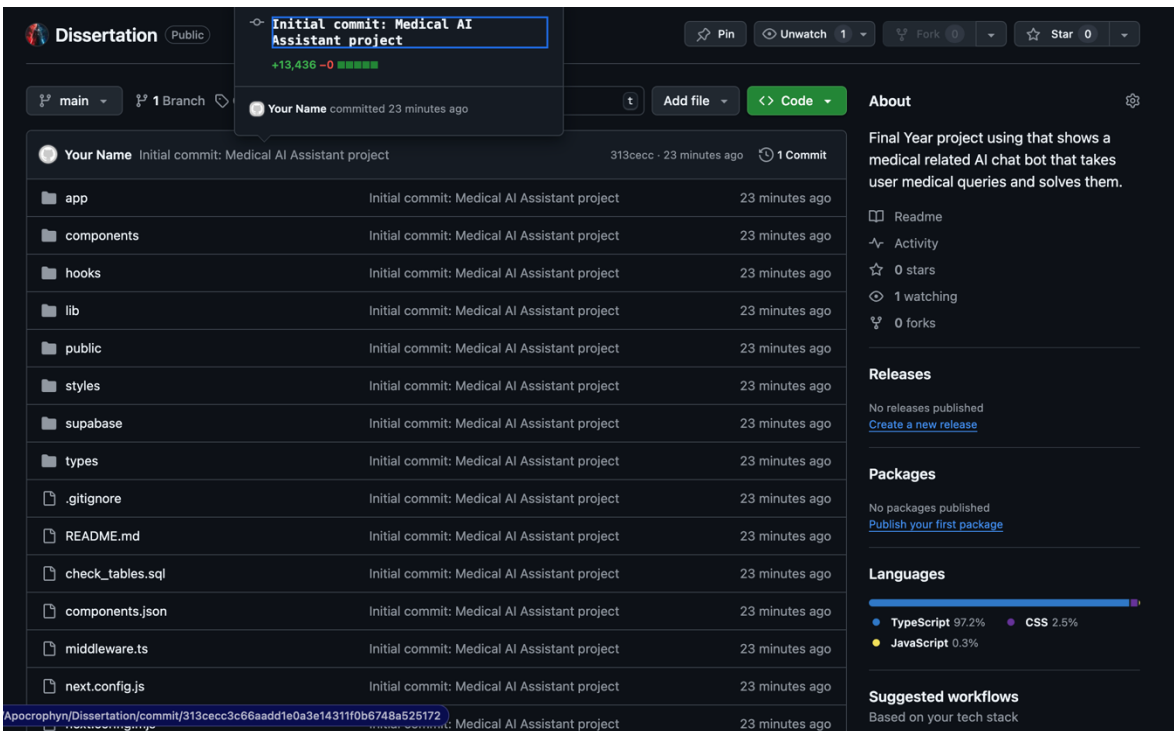 Dissertation Public
Initial commit: Medical AI
Assistant project
+13,436 −0
Your Name committed 23 minutes ago
Pin
Unwatch 1
Fork 0
Star 0
main
1 Branch
t
Add file
<> Code
Your Name Initial commit: Medical AI Assistant project
313cecc · 23 minutes ago
1 Commit
app Initial commit: Medical AI Assistant project 23 minutes ago
components Initial commit: Medical AI Assistant project 23 minutes ago
hooks Initial commit: Medical AI Assistant project 23 minutes ago
lib Initial commit: Medical AI Assistant project 23 minutes ago
public Initial commit: Medical AI Assistant project 23 minutes ago
styles Initial commit: Medical AI Assistant project 23 minutes ago
supabase Initial commit: Medical AI Assistant project 23 minutes ago
types Initial commit: Medical AI Assistant project 23 minutes ago
.gitignore Initial commit: Medical AI Assistant project 23 minutes ago
README.md Initial commit: Medical AI Assistant project 23 minutes ago
check_tables.sql Initial commit: Medical AI Assistant project 23 minutes ago
components.json Initial commit: Medical AI Assistant project 23 minutes ago
middleware.ts Initial commit: Medical AI Assistant project 23 minutes ago
next.config.js Initial commit: Medical AI Assistant project 23 minutes ago
Initial commit: Medical AI Assistant project 23 minutes ago
/Apocrophyn/Dissertation/commit/313cecc3c66aadd1e0a3e14311f0b6748a525172
About
Final Year project using that shows a
medical related AI chat bot that takes
user medical queries and solves them.
Readme
Activity
0 stars
1 watching
0 forks
Releases
No releases published
Create a new release
Packages
No packages published
Publish your first package
Languages
TypeScript 97.2%
CSS 2.5%
JavaScript 0.3%
Suggested workflows
Based on your tech stack